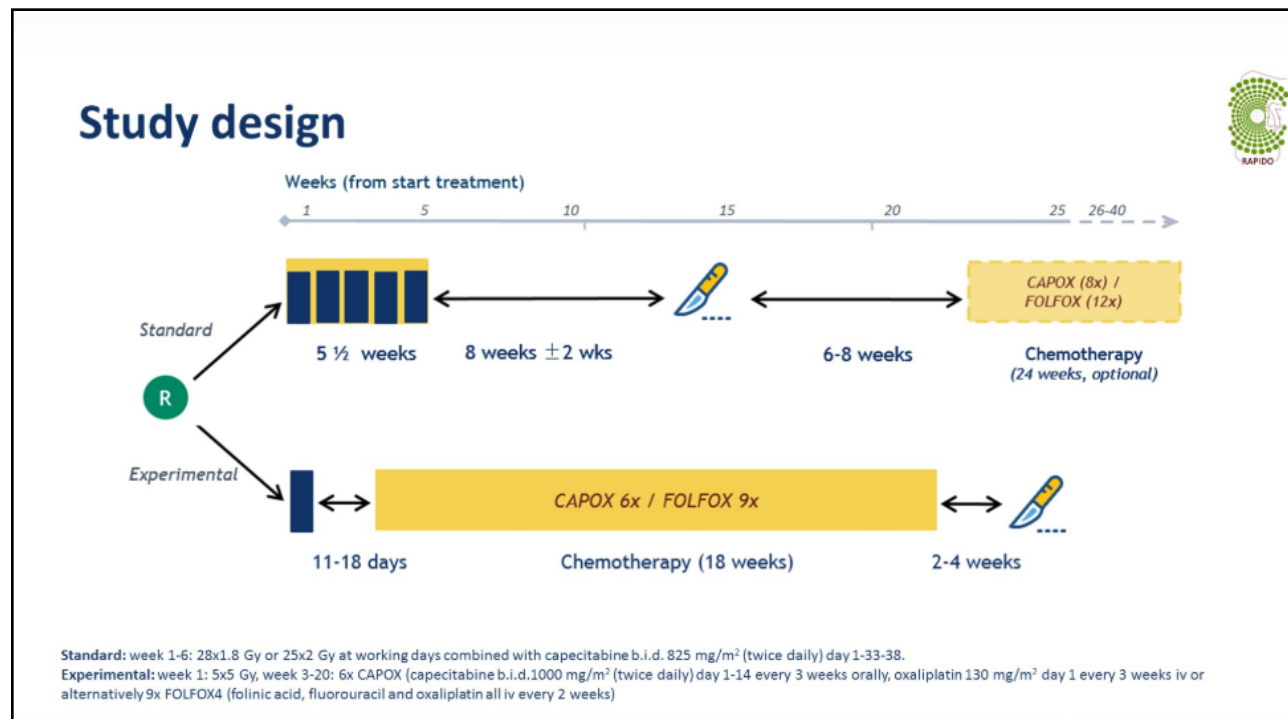 Study design
RAPIDO
Weeks (from start treatment)
1 5 10 15 20 25 26-40
CAPOX (8x) /
FOLFOX (12x)
Standard
5 ½ weeks
8 weeks ±2 wks
6-8 weeks
Chemotherapy
(24 weeks, optional)
R
Experimental
CAPOX 6x / FOLFOX 9x
11-18 days
Chemotherapy (18 weeks)
2-4 weeks
Standard: week 1-6: 28x1.8 Gy or 25x2 Gy at working days combined with capecitabine b.i.d. 825 mg/m² (twice daily) day 1-33-38.
Experimental: week 1: 5x5 Gy, week 3-20: 6x CAPOX (capecitabine b.i.d.1000 mg/m² (twice daily) day 1-14 every 3 weeks orally, oxaliplatin 130 mg/m² day 1 every 3 weeks iv or
alternatively 9x FOLFOX4 (folinic acid, fluorouracil and oxaliplatin all iv every 2 weeks)